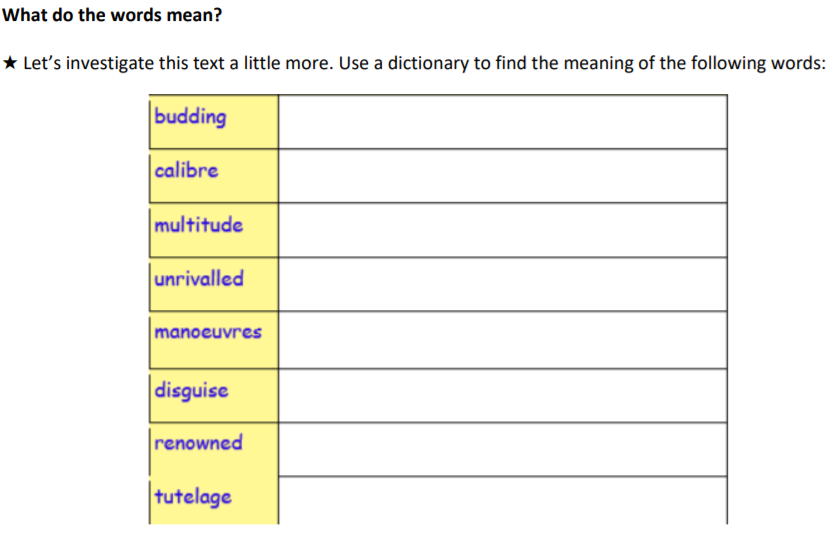 What do the words mean?
★ Let’s investigate this text a little more. Use a dictionary to find the meaning of the following words:
budding
calibre
multitude
unrivalled
manoeuvres
disguise
renowned
tutelage